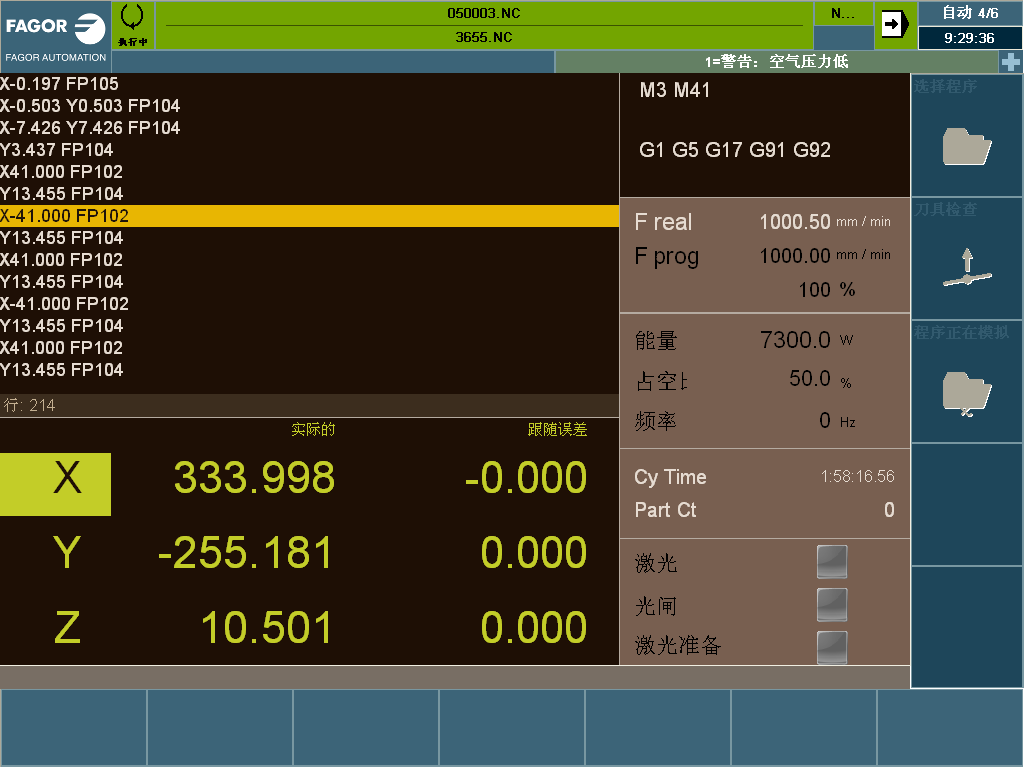 FAGOR
FAGOR AUTOMATION
执行中
050003.NC
3655.NC
N...
自动 4/6
9:29:36
1=警告：空气压力低
X-0.197 FP105
X-0.503 Y0.503 FP104
X-7.426 Y7.426 FP104
Y3.437 FP104
X41.000 FP102
Y13.455 FP104
X-41.000 FP102
Y13.455 FP104
X41.000 FP102
Y13.455 FP104
X-41.000 FP102
Y13.455 FP104
X41.000 FP102
Y13.455 FP104
行: 214
实际的 跟随误差
X 333.998 -0.000
Y -255.181 0.000
Z 10.501 0.000
M3 M41
G1 G5 G17 G91 G92
F real 1000.50 mm / min
F prog 1000.00 mm / min
100 %
能量 7300.0 W
占空比 50.0 %
频率 0 Hz
Cy Time 1:58:16.56
Part Ct 0
激光
光闸
激光准备
选择程序
刀具检查
程序正在模拟